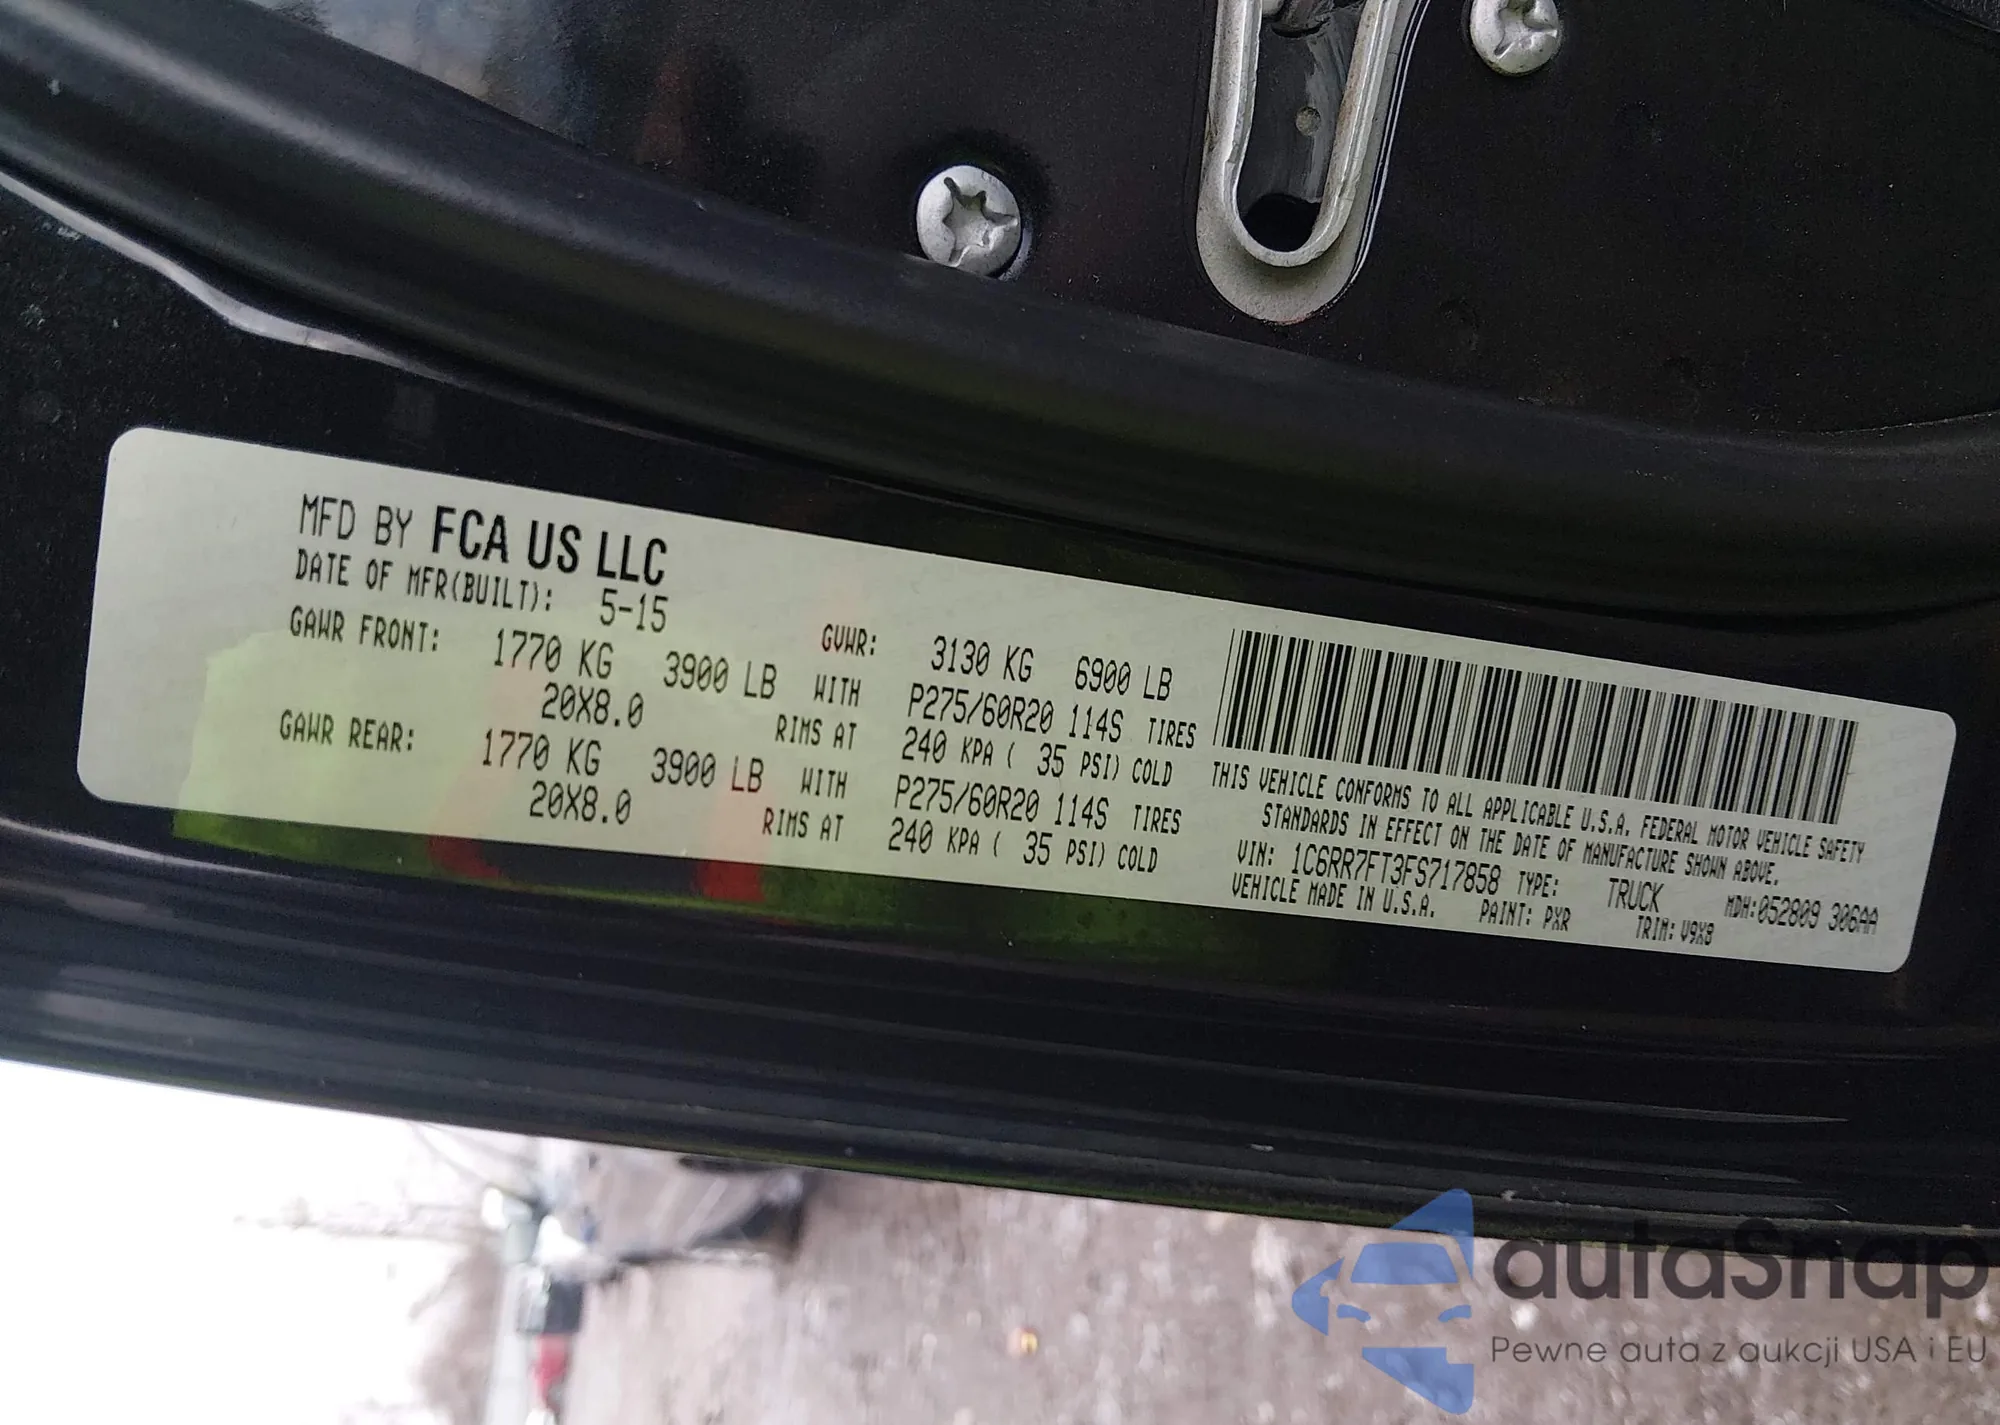 MFD BY FCA US LLC
DATE OF MFR(BUILT): 5-15 GVWR: 3130 KG 6900 LB
GAWR FRONT: 1770 KG 3900 LB WITH P275/60R20 114S TIRES
20X8.0 RIMS AT 240 KPA ( 35 PSI) COLD
GAWR REAR: 1770 KG 3900 LB WITH P275/60R20 114S TIRES
20X8.0 RIMS AT 240 KPA ( 35 PSI) COLD
THIS VEHICLE CONFORMS TO ALL APPLICABLE U.S.A. FEDERAL MOTOR VEHICLE SAFETY
STANDARDS IN EFFECT ON THE DATE OF MANUFACTURE SHOWN ABOVE.
VIN: 1C6RR7FT3FS717858 TYPE: TRUCK MDH:052809 306AA
VEHICLE MADE IN U.S.A. PAINT: PXR TRIM: V9X8
autaSnap
Pewne auta z aukcji USA i EU